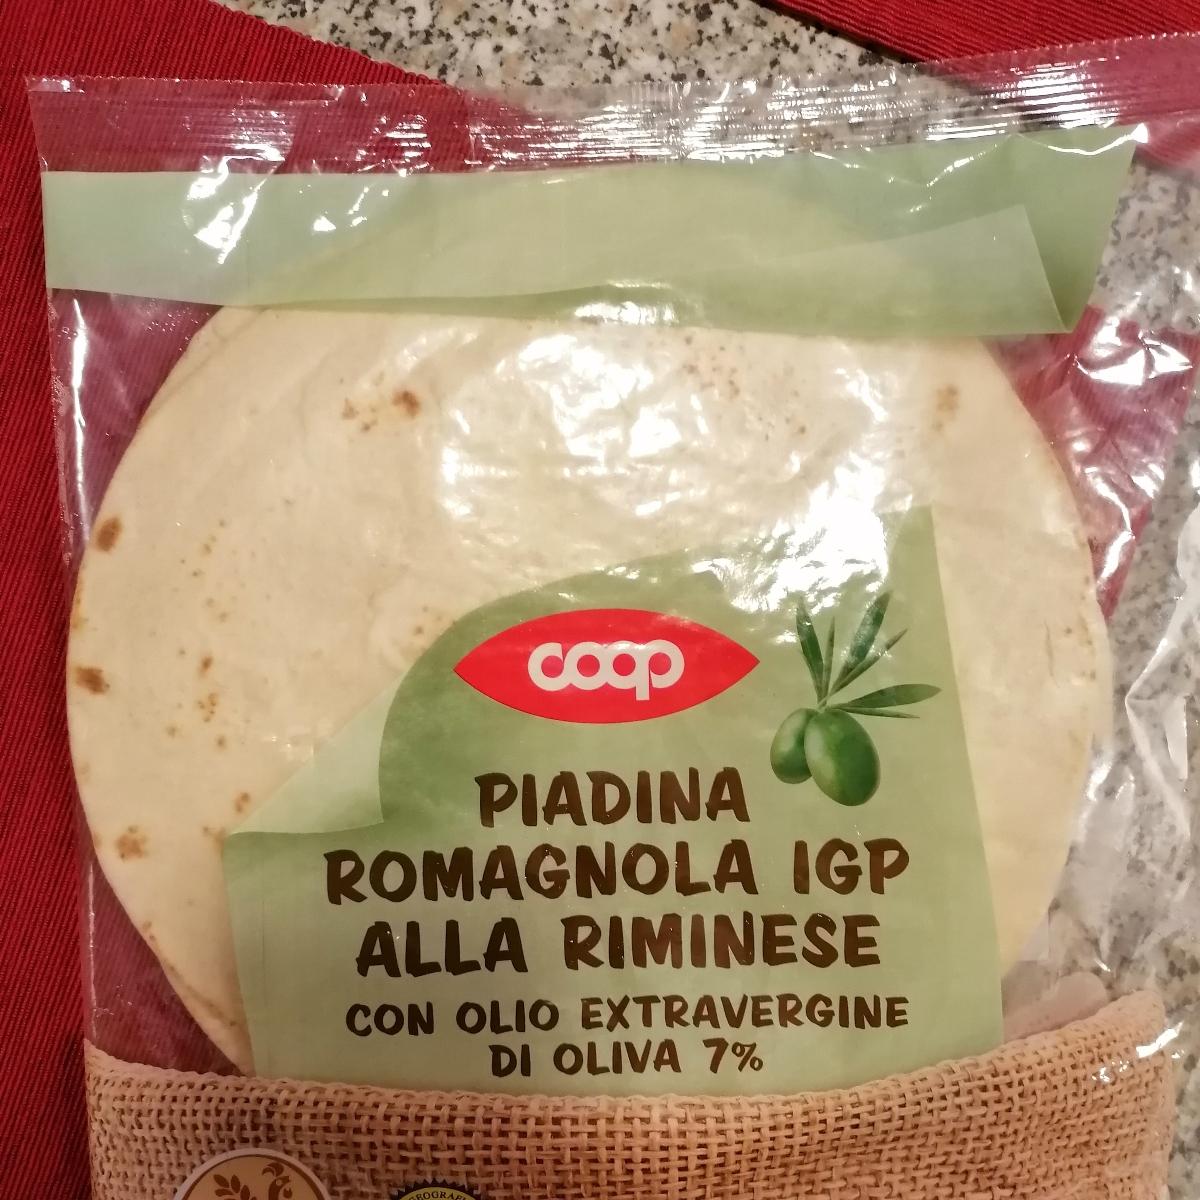 coop
PIADINA
ROMAGNOLA IGP
ALLA RIMINESE
CON OLIO EXTRAVERGINE
DI OLIVA 7%